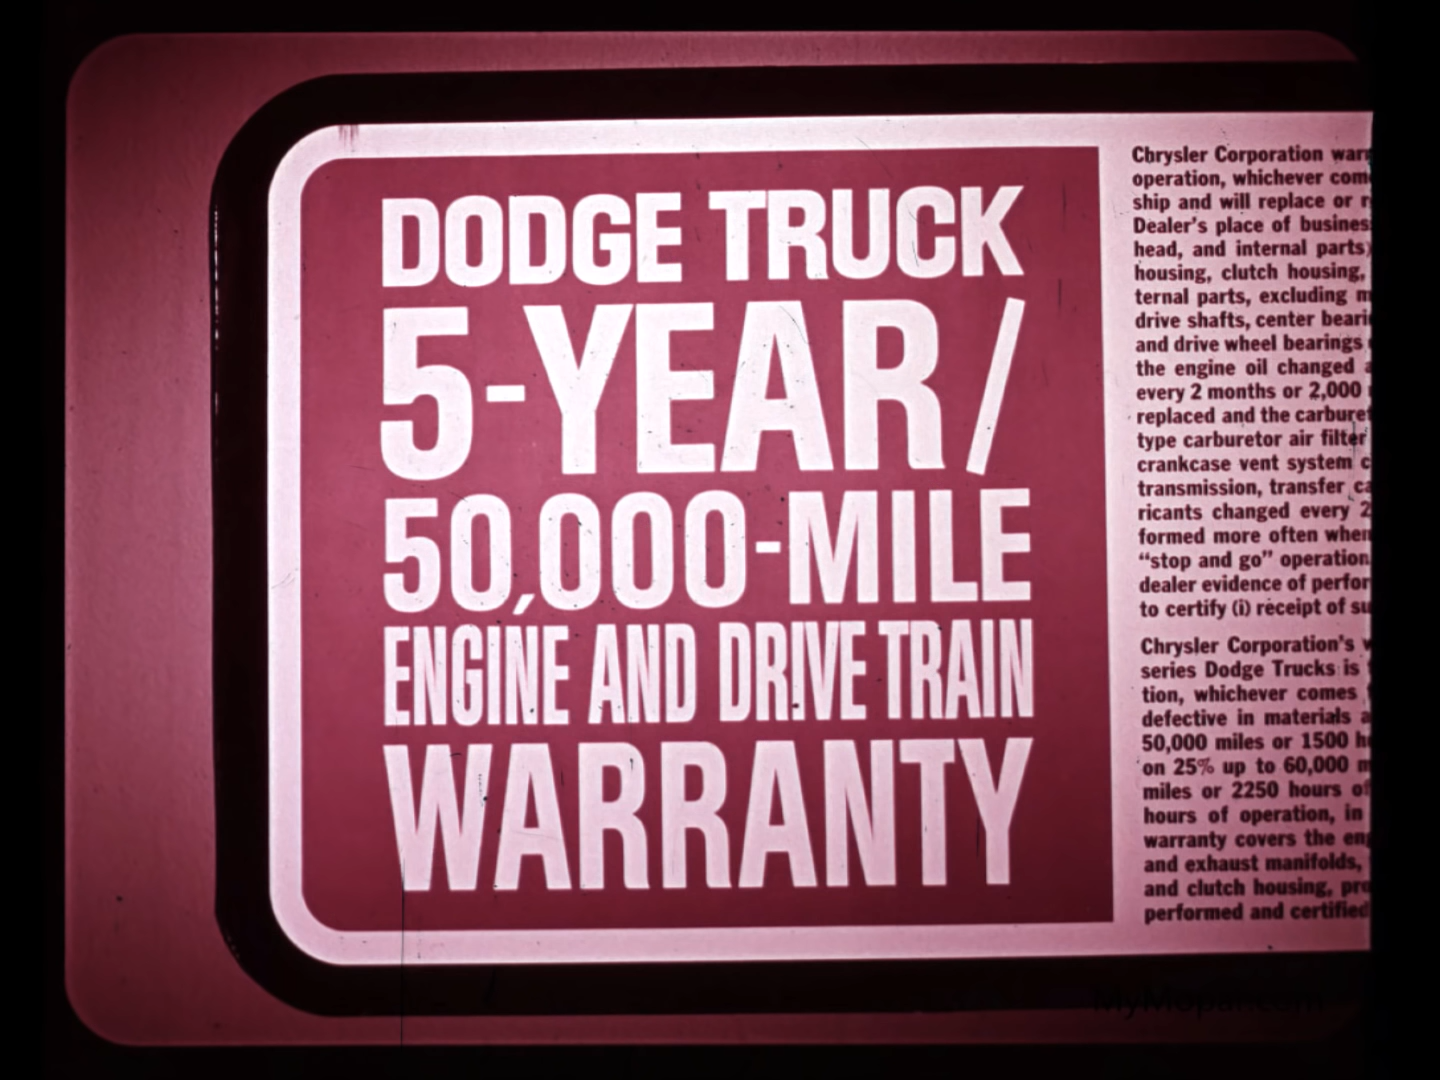 DODGE TRUCK
5-YEAR/
50,000-MILE
ENGINE AND DRIVE TRAIN
WARRANTY
Chrysler Corporation
operation, whichever
ship and will replace or
Dealer's place of
head, and internal parts
housing, clutch housing,
ternal parts, excluding
drive shafts, center
and drive wheel bearings
the engine oil changed
every 2 months or 2,000
replaced and the
type carburetor air filter
crankcase vent system
transmission, transfer
ricants changed every
formed more often when
“stop and go” operation
dealer evidence of
to certify (i) receipt of
Chrysler Corporation's
series Dodge Trucks is
tion, whichever comes
defective in materials
50,000 miles or 1500
on 25% up to 60,000
miles or 2250 hours
hours of operation, in
warranty covers the
and exhaust manifolds,
and clutch housing,
performed and certified
MyMopar.com